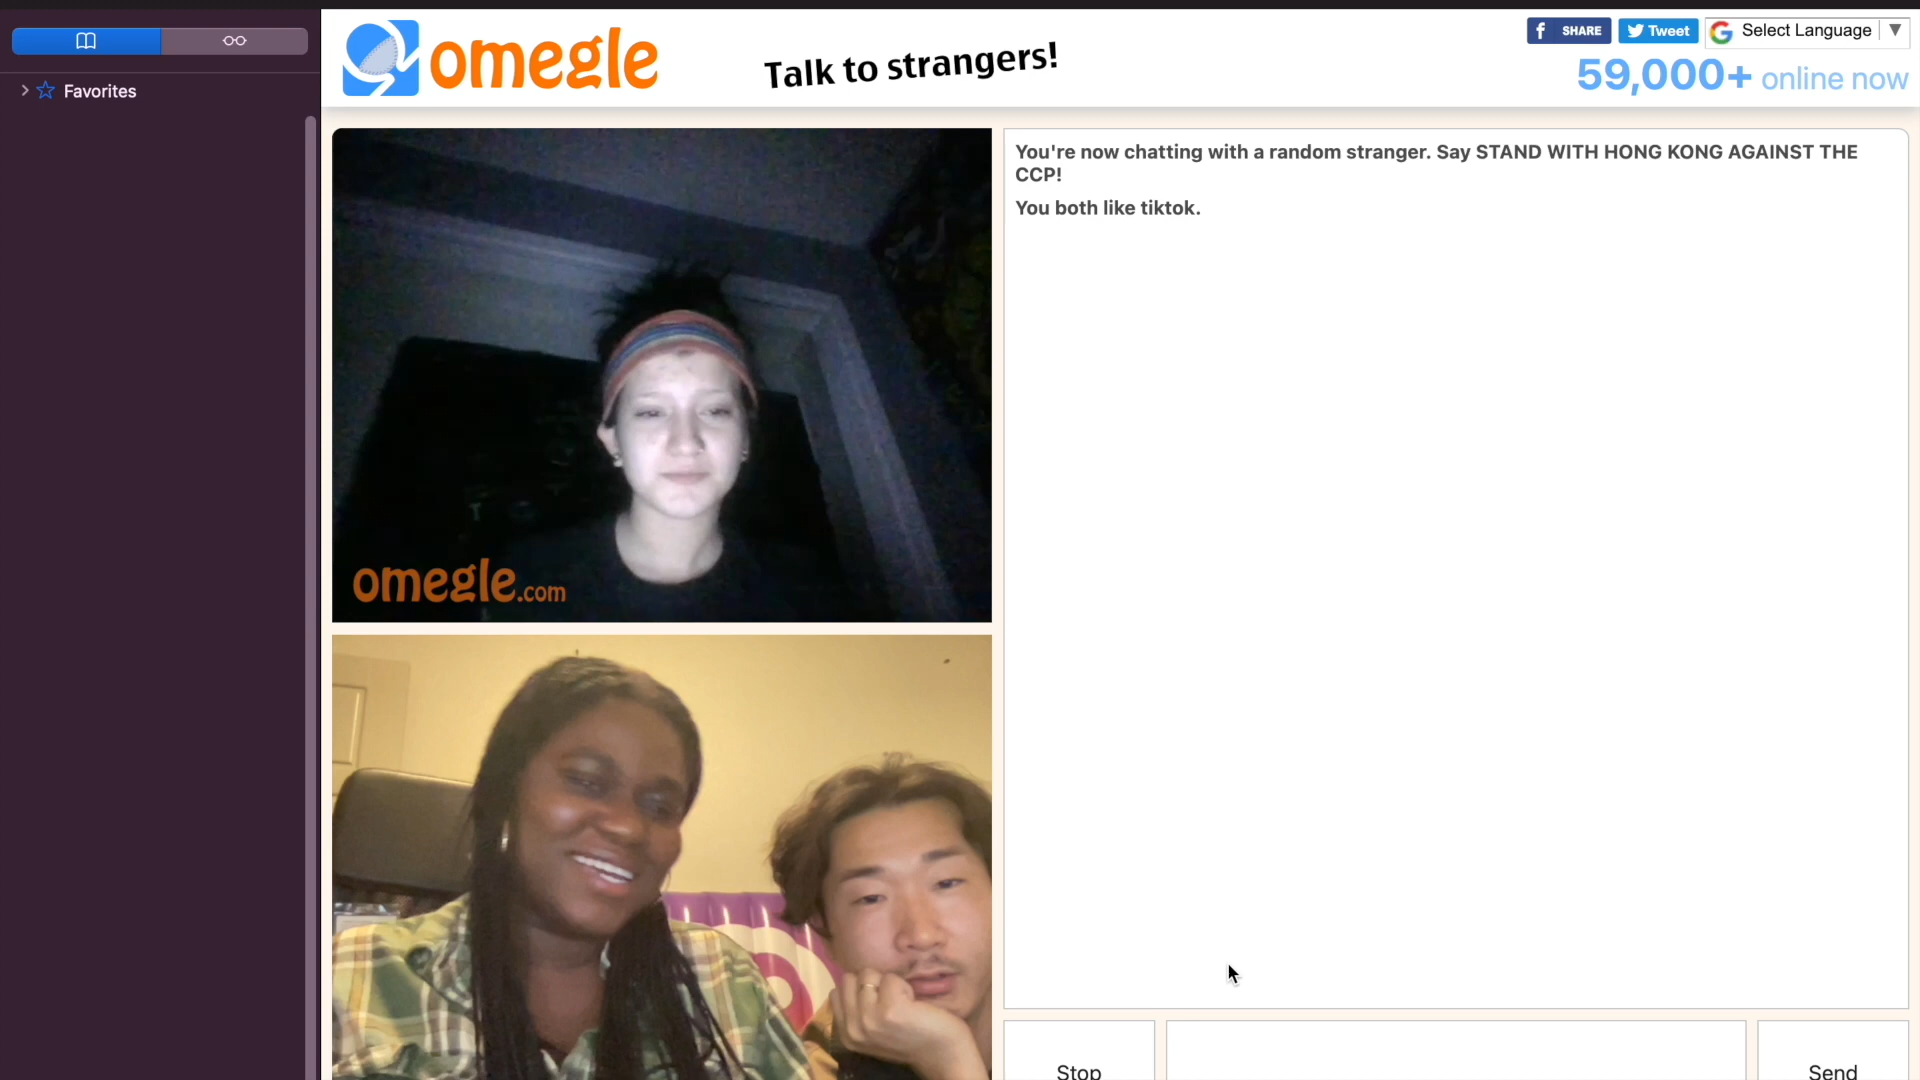 Favorites
omegle
Talk to strangers!
f SHARE
Tweet
G Select Language ▼
59,000+ online now
You're now chatting with a random stranger. Say STAND WITH HONG KONG AGAINST THE
CCP!
You both like tiktok.
omegle.com
Stop
Send